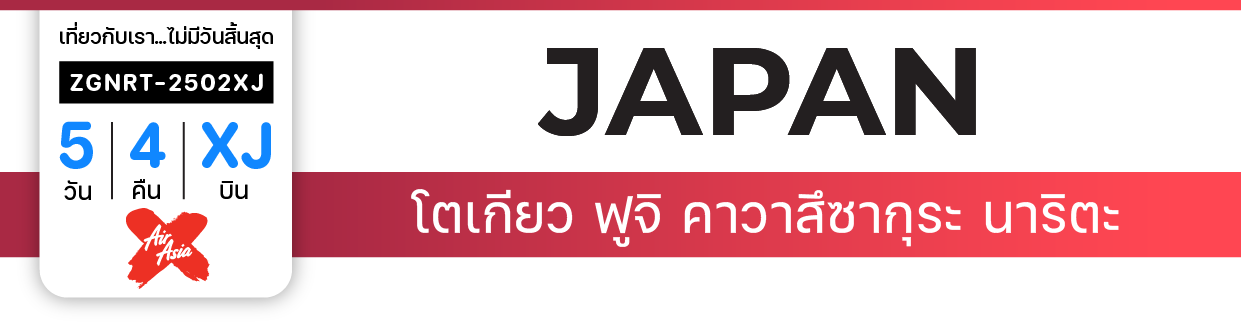 เที่ยวกับเรา...ไม่มีวันสิ้นสุด
ZGNRT-2502XJ
5 4 XJ
วัน คืน บิน
Air
Asia
JAPAN
โตเกียว ฟูจิ คาวาสึซากุระ นาริตะ